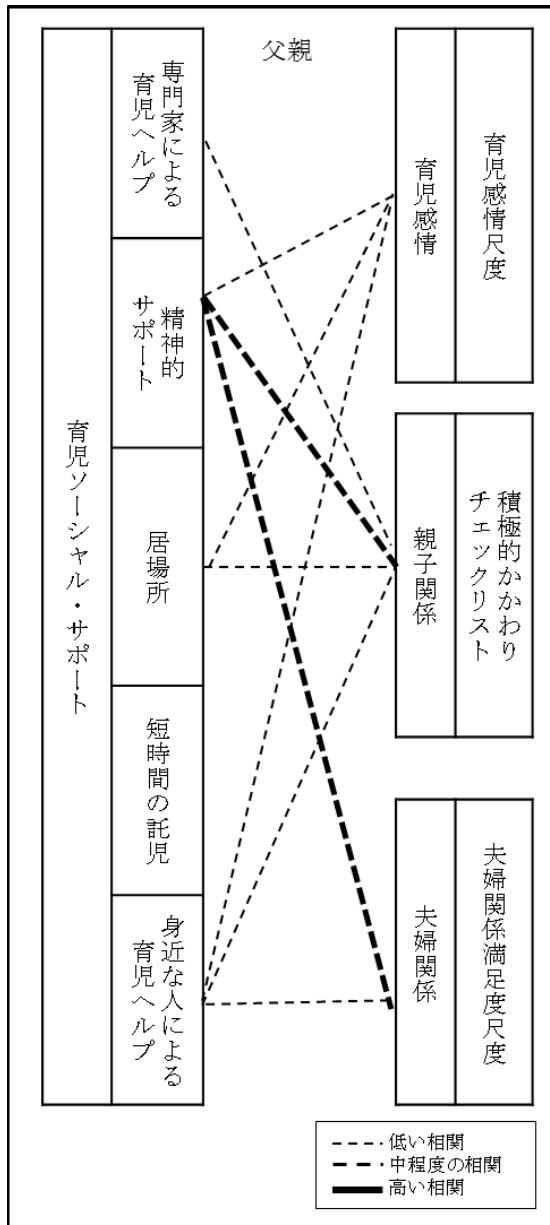 父親
育児ソーシャル・サポート
専門家による
育児ヘルプ
精神的
サポート
居場所
短時間の託児
身近な人による
育児ヘルプ
育児感情
育児感情尺度
親子関係
積極的かかわり
チェックリスト
夫婦関係
夫婦関係満足度尺度
低い相関
中程度の相関
高い相関